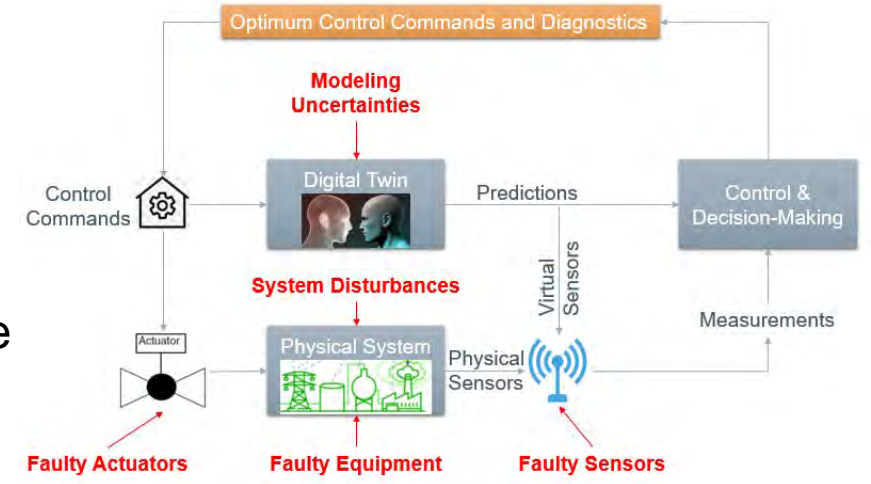 Optimum Control Commands and Diagnostics
Modeling
Uncertainties
Digital Twin
Control
Commands
Predictions
Control &
Decision-Making
Virtual
Sensors
System Disturbances
Measurements
e
Actuator
Physical System
Physical
Sensors
Faulty Actuators
Faulty Equipment
Faulty Sensors